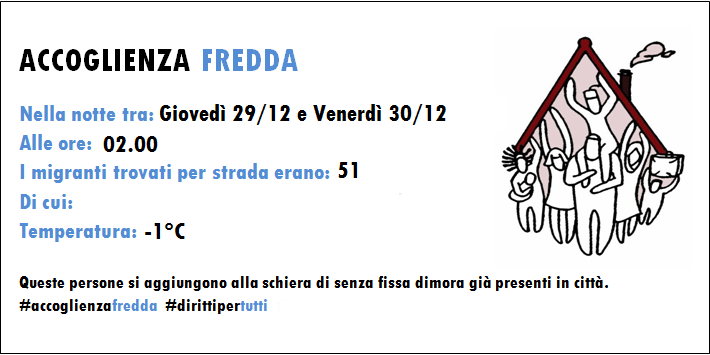 ACCOGLIENZA FREDDA
Nella notte tra: Giovedì 29/12 e Venerdì 30/12
Alle ore: 02.00
I migranti trovati per strada erano: 51
Di cui:
Temperatura: -1°C
Queste persone si aggiungono alla schiera di senza fissa dimora già presenti in città.
#accoglienzafredda #dirittipertutti